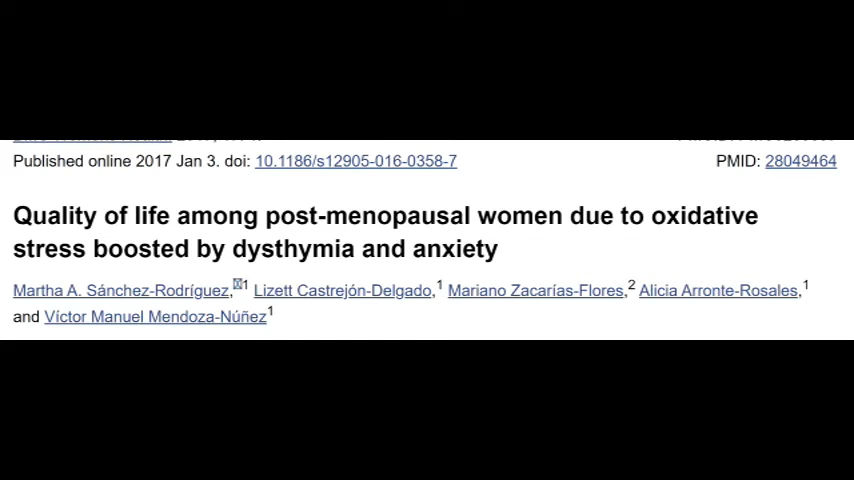 Published online 2017 Jan 3. doi: 10.1186/s12905-016-0358-7 PMID: 28049464
Quality of life among post-menopausal women due to oxidative
stress boosted by dysthymia and anxiety
Martha A. Sánchez-Rodríguez,1 Lizett Castrejón-Delgado,1 Mariano Zacarías-Flores,2 Alicia Arronte-Rosales,1
and Víctor Manuel Mendoza-Núñez1